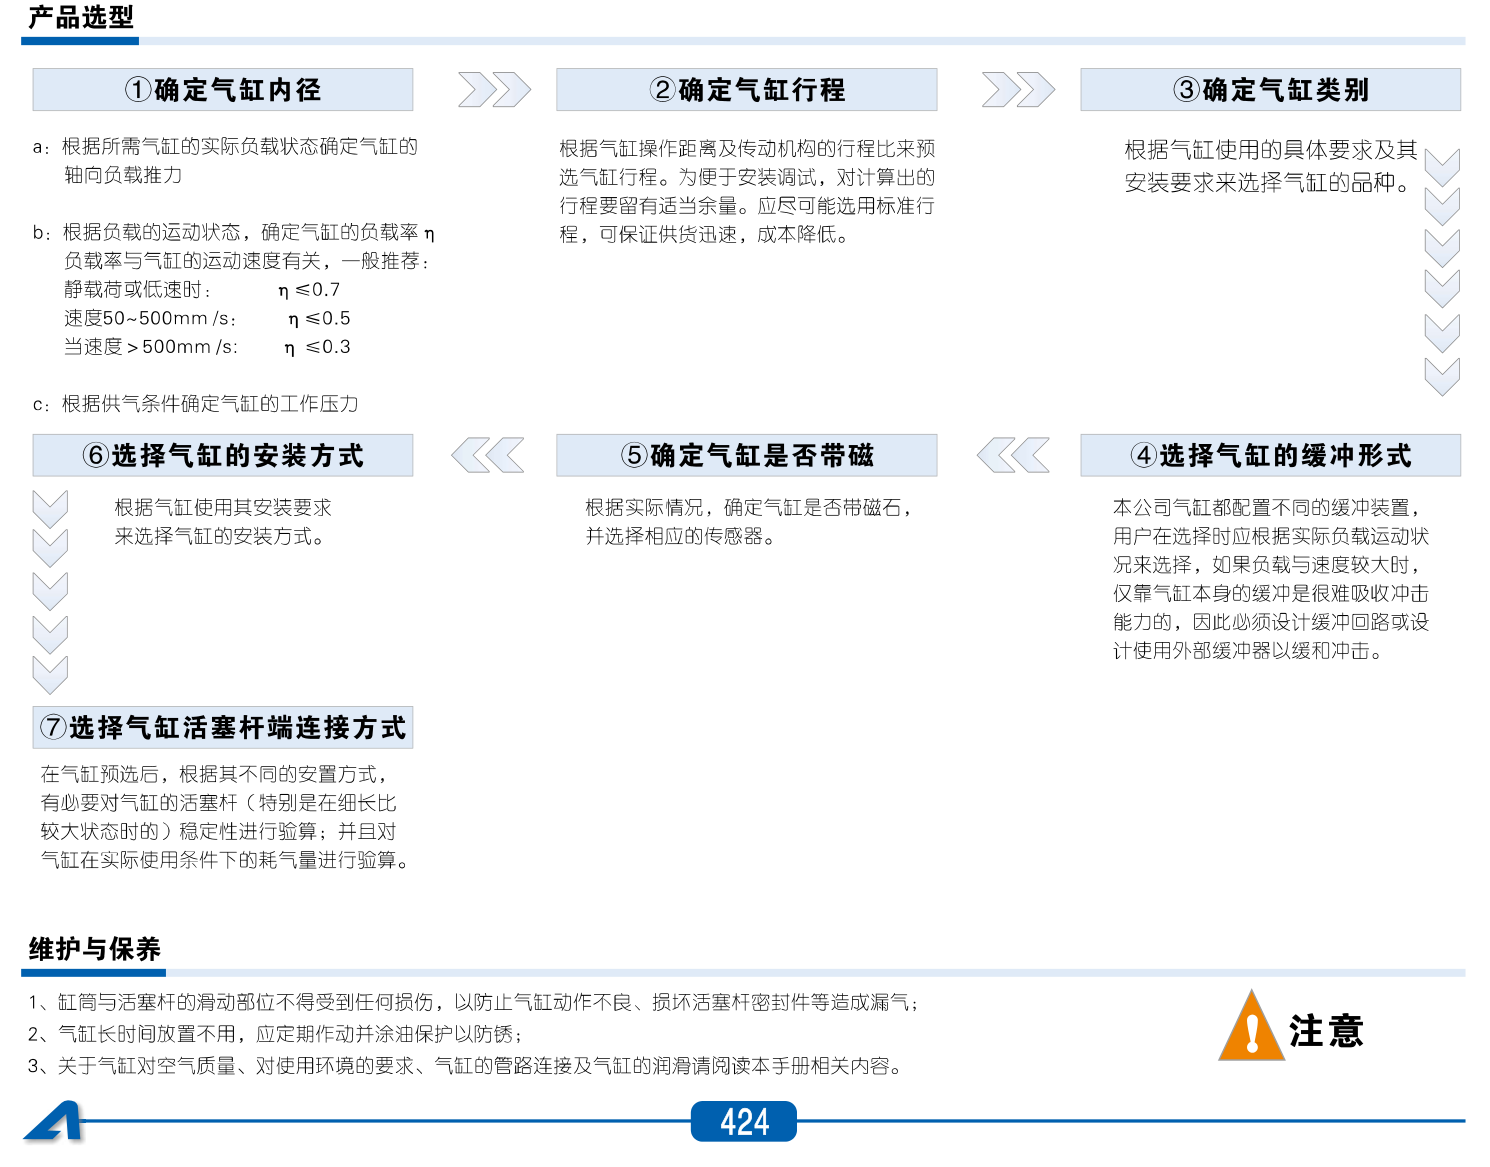 产品选型
①确定气缸内径
a：根据所需气缸的实际负载状态确定气缸的
轴向负载推力
b：根据负载的运动状态，确定气缸的负载率 η
负载率与气缸的运动速度有关，一般推荐：
静载荷或低速时： η ≤0.7
速度50~500mm /s： η ≤0.5
当速度＞500mm /s: η ≤0.3
c：根据供气条件确定气缸的工作压力
②确定气缸行程
根据气缸操作距离及传动机构的行程比来预
选气缸行程。为便于安装调试，对计算出的
行程要留有适当余量。应尽可能选用标准行
程，可保证供货迅速，成本降低。
③确定气缸类别
根据气缸使用的具体要求及其
安装要求来选择气缸的品种。
④选择气缸的缓冲形式
本公司气缸都配置不同的缓冲装置，
用户在选择时应根据实际负载运动状
况来选择，如果负载与速度较大时，
仅靠气缸本身的缓冲是很难吸收冲击
能力的，因此必须设计缓冲回路或设
计使用外部缓冲器以缓和冲击。
⑤确定气缸是否带磁
根据实际情况，确定气缸是否带磁石，
并选择相应的传感器。
⑥选择气缸的安装方式
根据气缸使用其安装要求
来选择气缸的安装方式。
⑦选择气缸活塞杆端连接方式
在气缸预选后，根据其不同的安置方式，
有必要对气缸的活塞杆（特别是在细长比
较大状态时的）稳定性进行验算；并且对
气缸在实际使用条件下的耗气量进行验算。
维护与保养
1、缸筒与活塞杆的滑动部位不得受到任何损伤，以防止气缸动作不良、损坏活塞杆密封件等造成漏气；
2、气缸长时间放置不用，应定期作动并涂油保护以防锈；
3、关于气缸对空气质量、对使用环境的要求、气缸的管路连接及气缸的润滑请阅读本手册相关内容。
注意
424